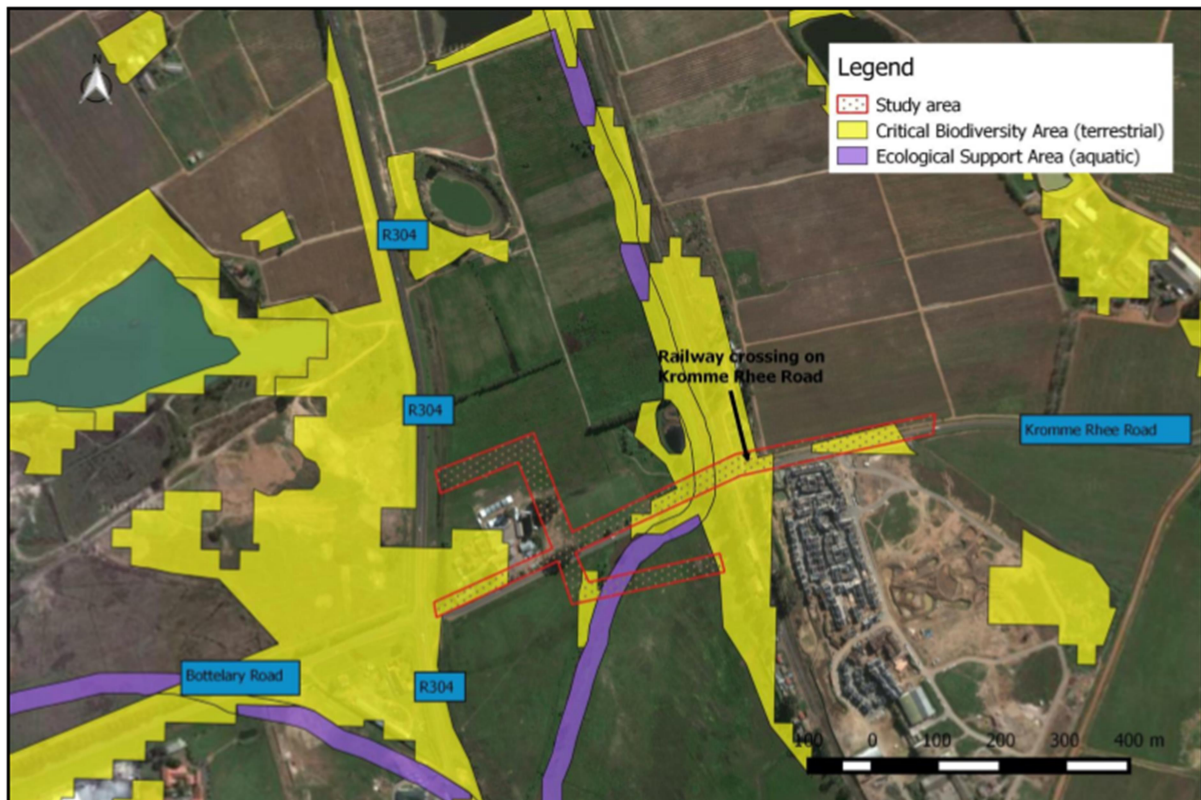 N
Legend
Study area
Critical Biodiversity Area (terrestrial)
Ecological Support Area (aquatic)
R304
Railway crossing on
Kromme Rhee Road
R304
Kromme Rhee Road
Bottelary Road
R304
100 0 100 200 300 400 m